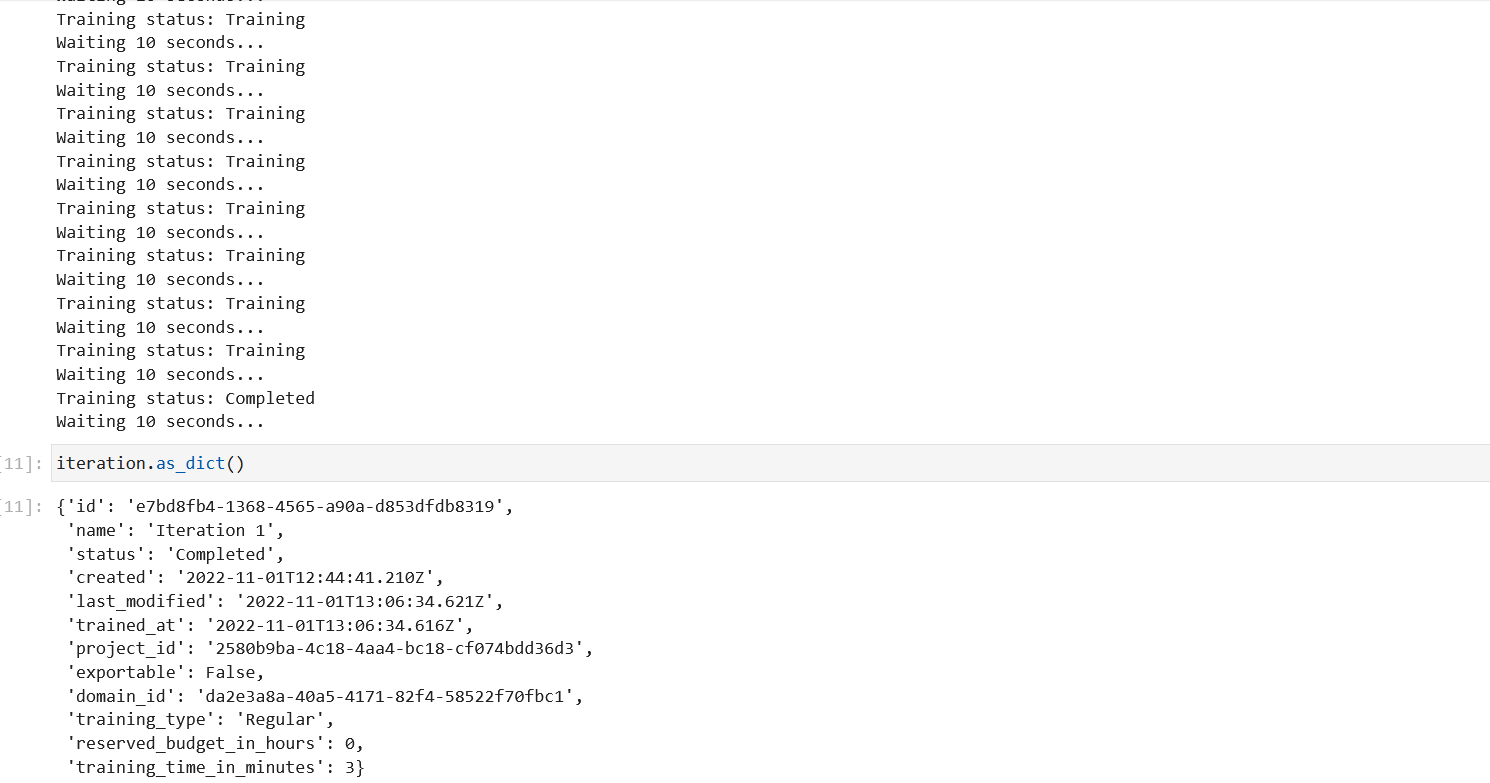 Training status: Training
Waiting 10 seconds...
Training status: Training
Waiting 10 seconds...
Training status: Training
Waiting 10 seconds...
Training status: Training
Waiting 10 seconds...
Training status: Training
Waiting 10 seconds...
Training status: Training
Waiting 10 seconds...
Training status: Training
Waiting 10 seconds...
Training status: Training
Waiting 10 seconds...
Training status: Completed
Waiting 10 seconds...
[11]: iteration.as_dict()
[11]: {'id': 'e7bd8fb4-1368-4565-a90a-d853dfdb8319',
'name': 'Iteration 1',
'status': 'Completed',
'created': '2022-11-01T12:44:41.210Z',
'last_modified': '2022-11-01T13:06:34.621Z',
'trained_at': '2022-11-01T13:06:34.616Z',
'project_id': '2580b9ba-4c18-4aa4-bc18-cf074bdd36d3',
'exportable': False,
'domain_id': 'da2e3a8a-40a5-4171-82f4-58522f70fbc1',
'training_type': 'Regular',
'reserved_budget_in_hours': 0,
'training_time_in_minutes': 3}